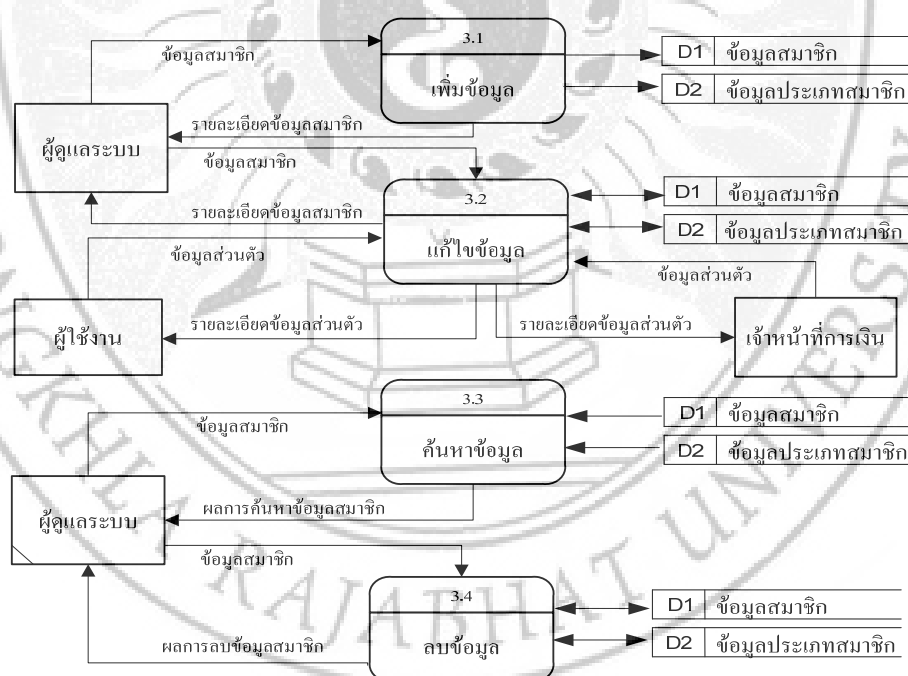 3.1
เพิ่มข้อมูล
ข้อมูลสมาชิก
D1 ข้อมูลสมาชิก
D2 ข้อมูลประเภทสมาชิก
ผู้ดูแลระบบ
รายละเอียดข้อมูลสมาชิก
ข้อมูลสมาชิก
3.2
แก้ไขข้อมูล
D1 ข้อมูลสมาชิก
D2 ข้อมูลประเภทสมาชิก
รายละเอียดข้อมูลสมาชิก
ข้อมูลส่วนตัว
ข้อมูลส่วนตัว
ผู้ใช้งาน
รายละเอียดข้อมูลส่วนตัว
รายละเอียดข้อมูลส่วนตัว
เจ้าหน้าที่การเงิน
3.3
ค้นหาข้อมูล
ข้อมูลสมาชิก
D1 ข้อมูลสมาชิก
D2 ข้อมูลประเภทสมาชิก
ผู้ดูแลระบบ
ผลการค้นหาข้อมูลสมาชิก
ข้อมูลสมาชิก
3.4
ลบข้อมูล
D1 ข้อมูลสมาชิก
D2 ข้อมูลประเภทสมาชิก
ผลการลบข้อมูลสมาชิก
NGKHLA RAJABHAT UNIVERSITY